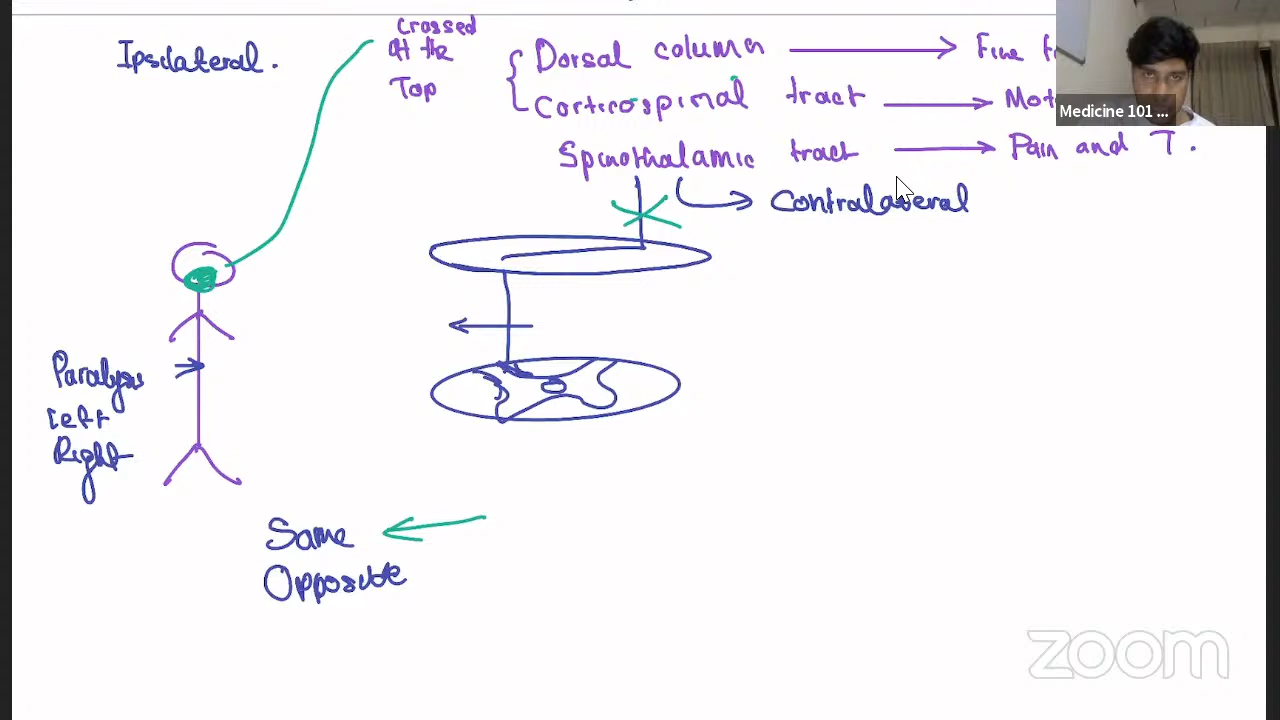 Ipsilateral.
Crossed
At the
Top
Dorsal column
Fine
Corticospinal tract
Mot
Medicine 101 ...
Spinothalamic tract
Pain and T.
Contralateral
Paralysis
Left
Right
Same
Opposite
zoom